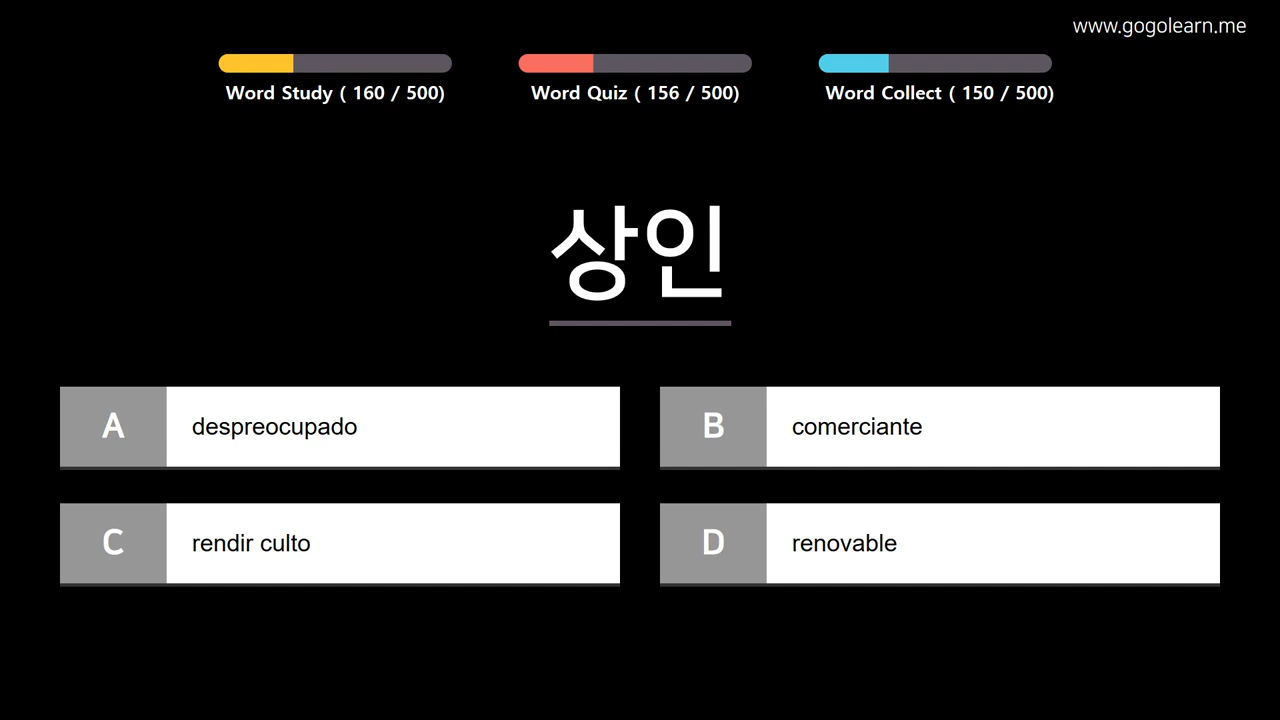 www.gogolearn.me
Word Study ( 160 / 500)
Word Quiz ( 156 / 500)
Word Collect ( 150 / 500)
상인
A despreocupado
B comerciante
C rendir culto
D renovable